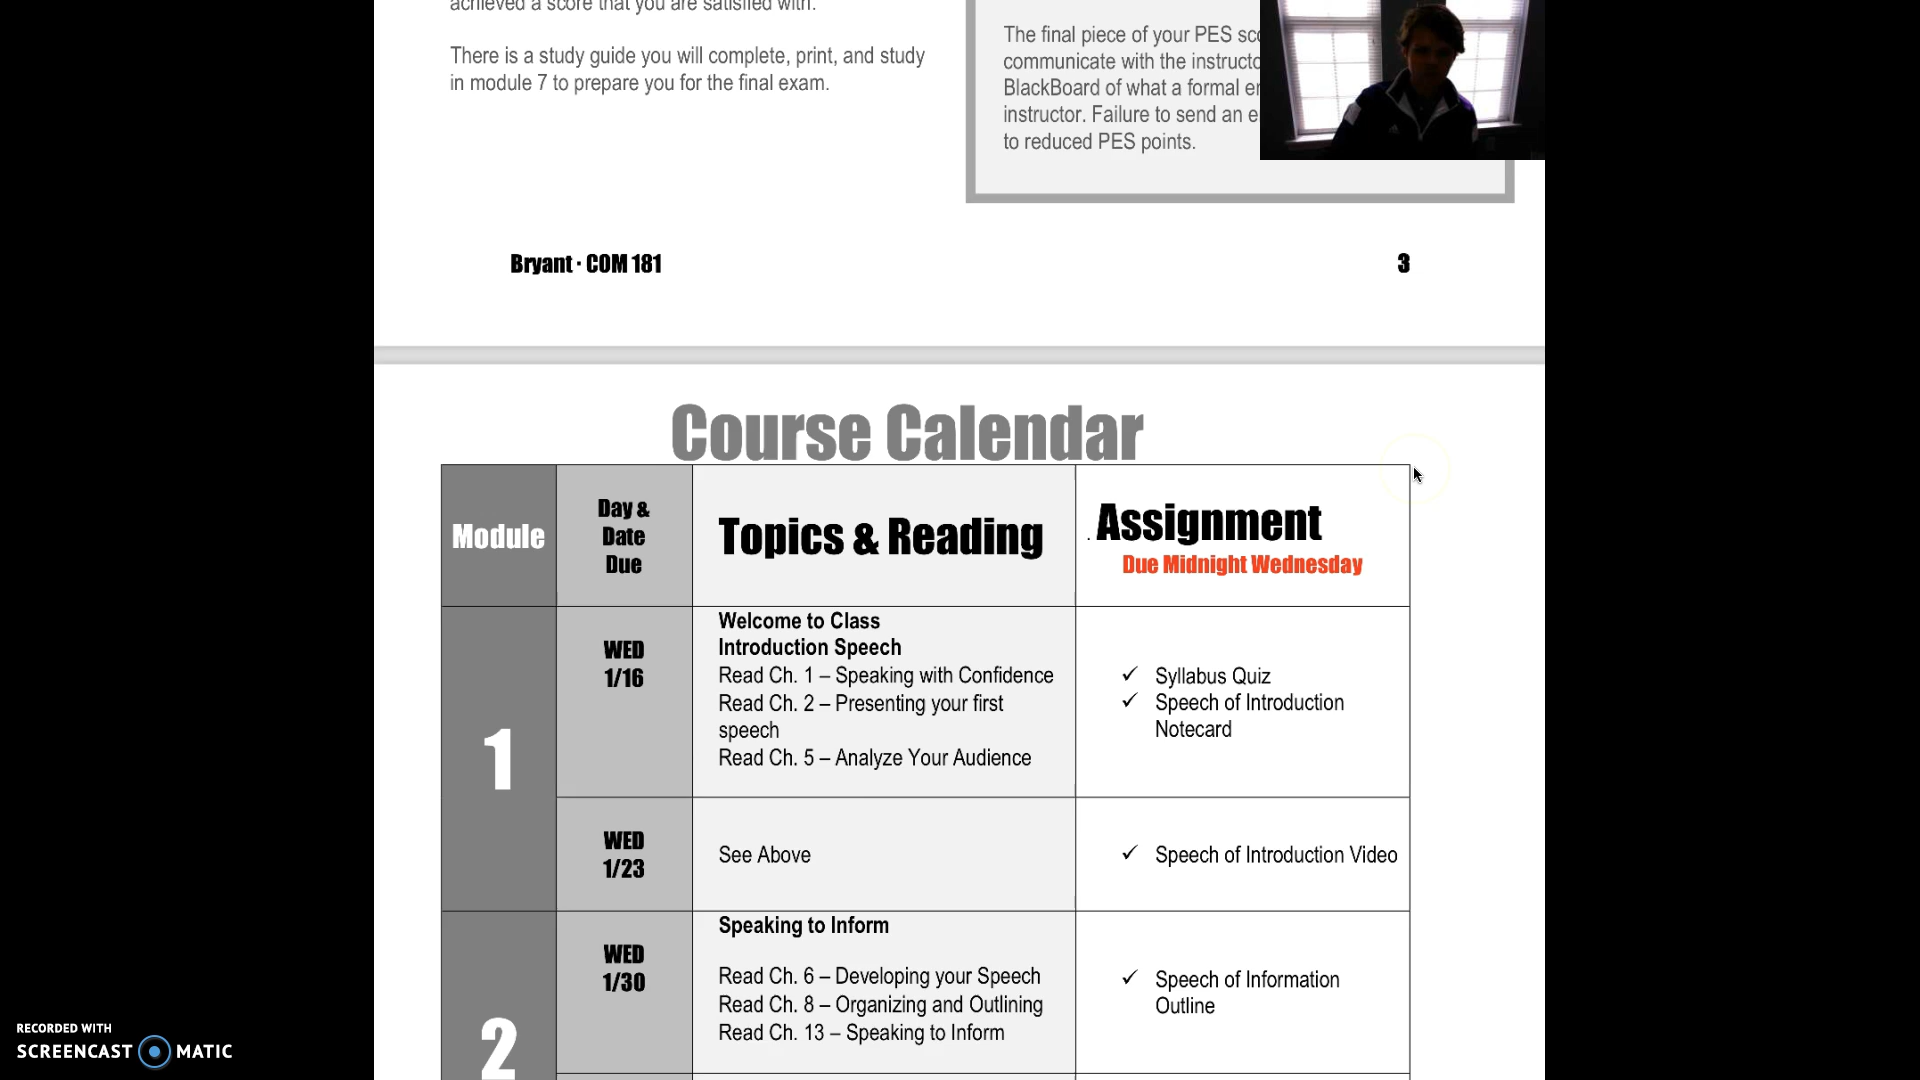 achieved a score that you are satisfied with.
There is a study guide you will complete, print, and study
in module 7 to prepare you for the final exam.
The final piece of your PES
communicate with the
BlackBoard of what a formal
instructor. Failure to send an
to reduced PES points.
Bryant · COM 181
3
Course Calendar
Module
Day &
Date
Due
Topics & Reading
. Assignment
Due Midnight Wednesday
1
WED
1/16
Welcome to Class
Introduction Speech
Read Ch. 1 – Speaking with Confidence
Read Ch. 2 – Presenting your first
speech
Read Ch. 5 – Analyze Your Audience
✓ Syllabus Quiz
✓ Speech of Introduction
Notecard
WED
1/23
See Above
✓ Speech of Introduction Video
2
WED
1/30
Speaking to Inform
Read Ch. 6 – Developing your Speech
Read Ch. 8 – Organizing and Outlining
Read Ch. 13 – Speaking to Inform
✓ Speech of Information
Outline
RECORDED WITH
SCREENCAST MATIC